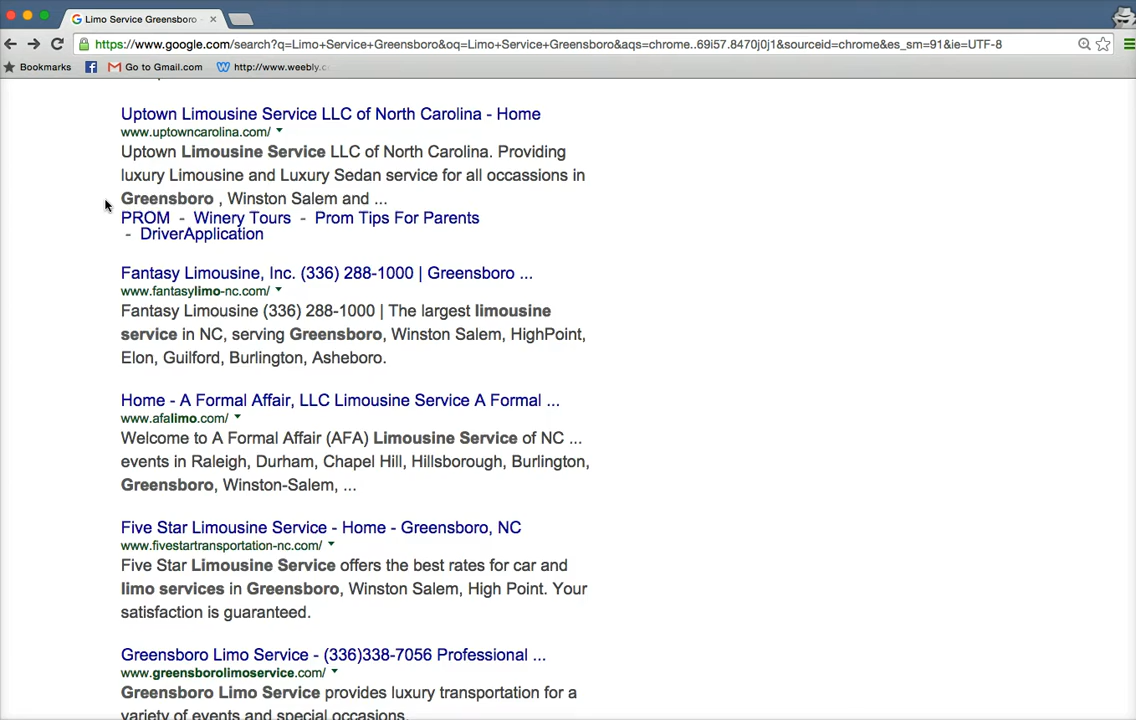 Limo Service Greensboro
https://www.google.com/search?q=Limo+Service+Greensboro&oq=Limo+Service+Greensboro&aqs=chrome..69i57.8470j0j1&sourceid=chrome&es_sm=91&ie=UTF-8
Bookmarks Go to Gmail.com http://www.weebly.c
Uptown Limousine Service LLC of North Carolina - Home
www.uptowncarolina.com/
Uptown Limousine Service LLC of North Carolina. Providing
luxury Limousine and Luxury Sedan service for all occassions in
Greensboro , Winston Salem and ...
PROM - Winery Tours - Prom Tips For Parents
- DriverApplication
Fantasy Limousine, Inc. (336) 288-1000 | Greensboro ...
www.fantasylimo-nc.com/
Fantasy Limousine (336) 288-1000 | The largest limousine
service in NC, serving Greensboro, Winston Salem, HighPoint,
Elon, Guilford, Burlington, Asheboro.
Home - A Formal Affair, LLC Limousine Service A Formal ...
www.afalimo.com/
Welcome to A Formal Affair (AFA) Limousine Service of NC ...
events in Raleigh, Durham, Chapel Hill, Hillsborough, Burlington,
Greensboro, Winston-Salem, ...
Five Star Limousine Service - Home - Greensboro, NC
www.fivestartransportation-nc.com/
Five Star Limousine Service offers the best rates for car and
limo services in Greensboro, Winston Salem, High Point. Your
satisfaction is guaranteed.
Greensboro Limo Service - (336)338-7056 Professional ...
www.greensborolimoservice.com/
Greensboro Limo Service provides luxury transportation for a
variety of events and special occasions.